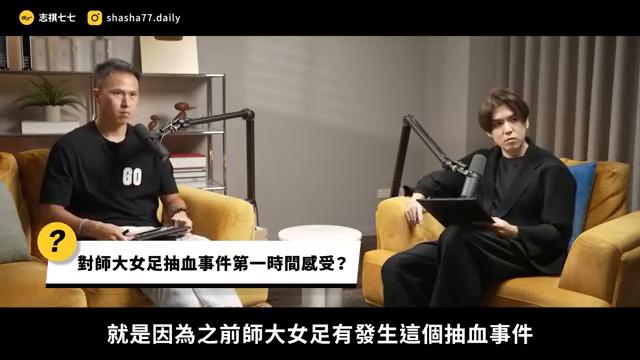 志祺七七
shasha77.daily
80
?
對師大女足抽血事件第一時間感受？
就是因為之前師大女足有發生這個抽血事件